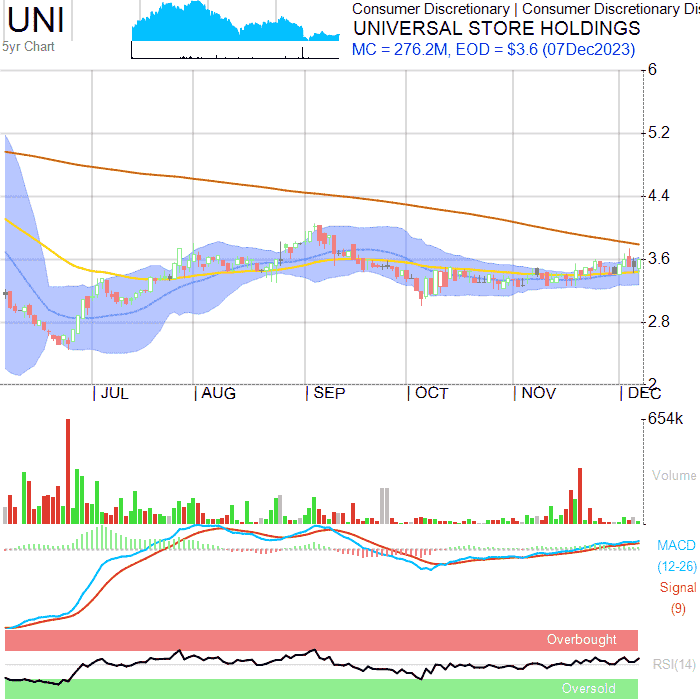 UNI
5yr Chart
Consumer Discretionary | Consumer Discretionary Dis
UNIVERSAL STORE HOLDINGS
MC = 276.2M, EOD = $3.6 (07Dec2023)
6
5.2
4.4
3.6
2.8
2
JUL AUG SEP OCT NOV DEC
654k
Volume
MACD
(12-26)
Signal
(9)
Overbought
RSI(14)
Oversold